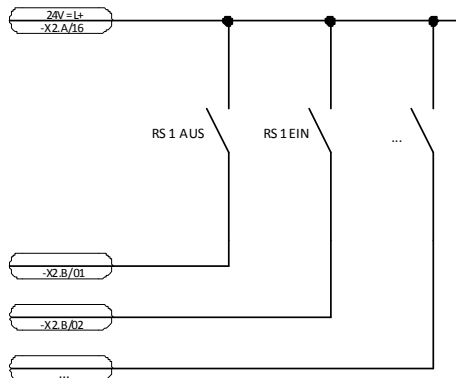 24V=L+
-X2.A/16
RS 1 AUS
RS 1 EIN
...
-X2.B/01
-X2.B/02
...